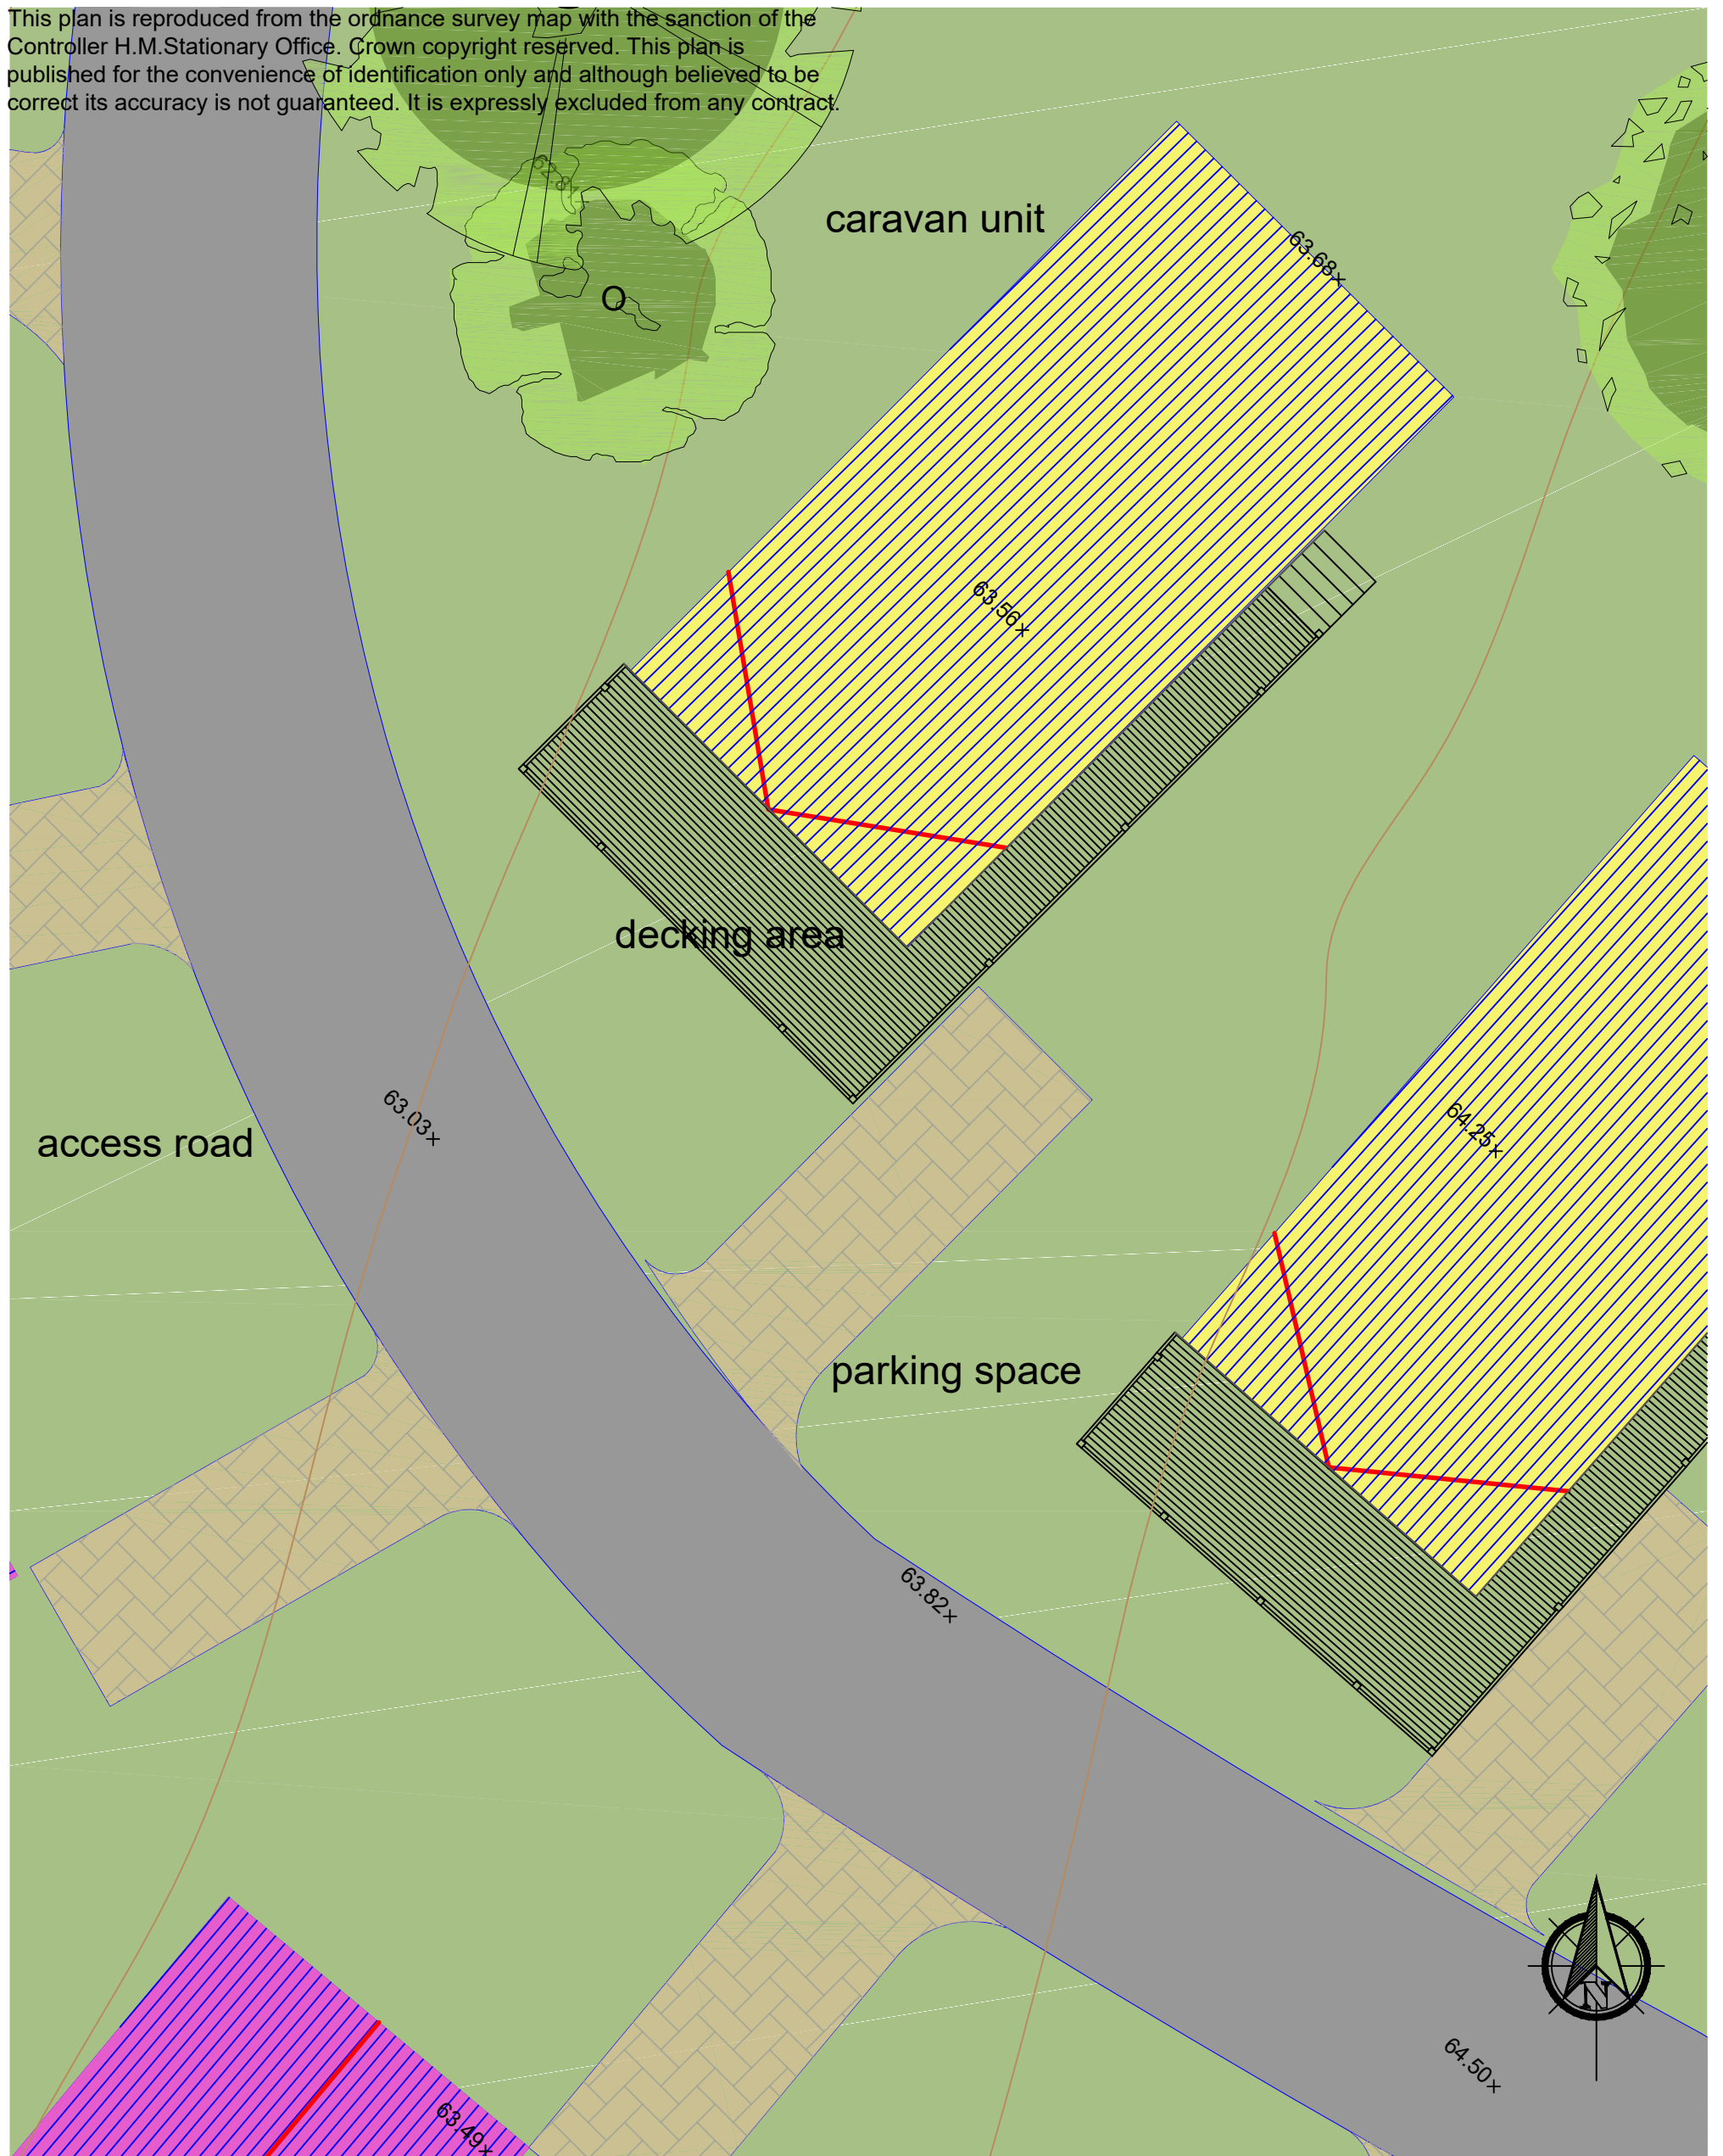 This plan is reproduced from the ordnance survey map with the sanction of the
Controller H.M.Stationary Office. Crown copyright reserved. This plan is
published for the convenience of identification only and although believed to be
correct its accuracy is not guaranteed. It is expressly excluded from any contract.
caravan unit
63.68×
63.56×
decking area
63.03×
access road
64.25×
parking space
63.82×
N
64.50×
63.49×